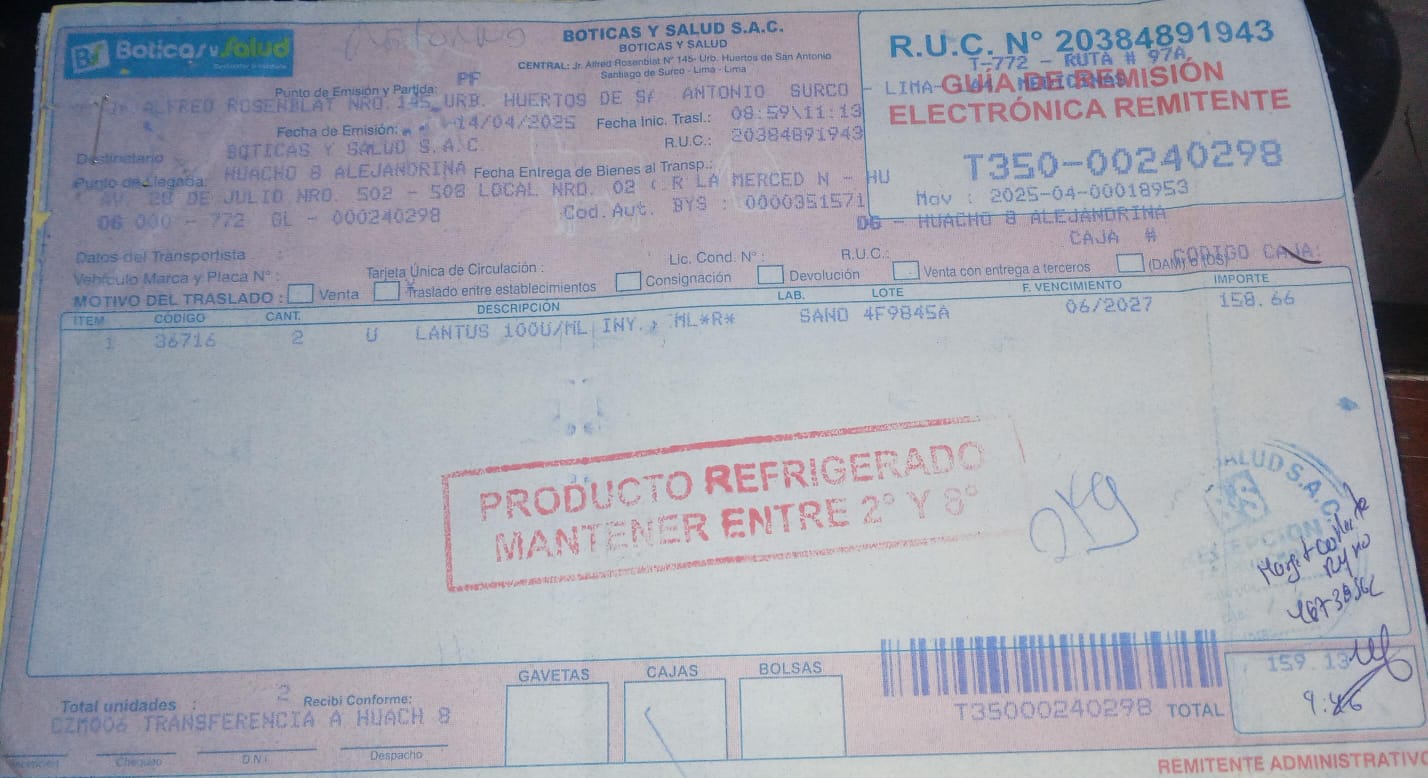 Boticas y Salud
BOTICAS Y SALUD S.A.C.
BOTICAS Y SALUD
CENTRAL: Jr. Alfred Rosenblat N° 145- Urb. Huertos de San Antonio
Santiago de Surco - Lima - Lima
R.U.C. N° 20384891943
T-772 - RUTA # 97A,
GUÍA DE REMISIÓN
ELECTRÓNICA REMITENTE
T350-00240298
Mov : 2025-04-00018953
PF
Punto de Emisión y Partida:
ALFRED ROSENBLAT NRO. 145 URB. HUERTOS DE SA ANTONIO SURCO - LIMA-
Fecha de Emisión: 14/04/2025 Fecha Inic. Trasl.: 08:59\11:13
Destinatario BOTICAS Y SALUD S.A.C R.U.C.: 20384891943
HUACHO 8 ALEJANDRINA Fecha Entrega de Bienes al Transp.:
Punto de Llegada: AV. 28 DE JULIO NRO. 502 - 508 LOCAL NRO. 02 ( R LA MERCED N - HU
06 000 - 772 GL - 000240298 Cod.Aut. BYS : 0000351571 DG - HUACHO 8 ALEJANDRINA
CAJA #
Datos del Transportista :
CODIGO CAJA:
Vehículo Marca y Placa N° : Tarjeta Única de Circulación : Lic. Cond. N° : R.U.C.:
MOTIVO DEL TRASLADO : Venta Traslado entre establecimientos Consignación Devolución Venta con entrega a terceros
ITEM CÓDIGO CANT. DESCRIPCIÓN LAB. LOTE F. VENCIMIENTO IMPORTE
1 36716 2 U LANTUS 100U/ML INY. ML*R* SANO 4F9845A 06/2027 158.66
PRODUCTO REFRIGERADO
MANTENER ENTRE 2° Y 8°
SALUD S.A.C.
GAVETAS CAJAS BOLSAS
Total unidades : 2 Recibi Conforme:
CZM006 TRANSFERENCIA A HUACH 8
T35000240298 TOTAL
159.13
9:46
Chequeo D.N.I Despacho
REMITENTE ADMINISTRATIVO